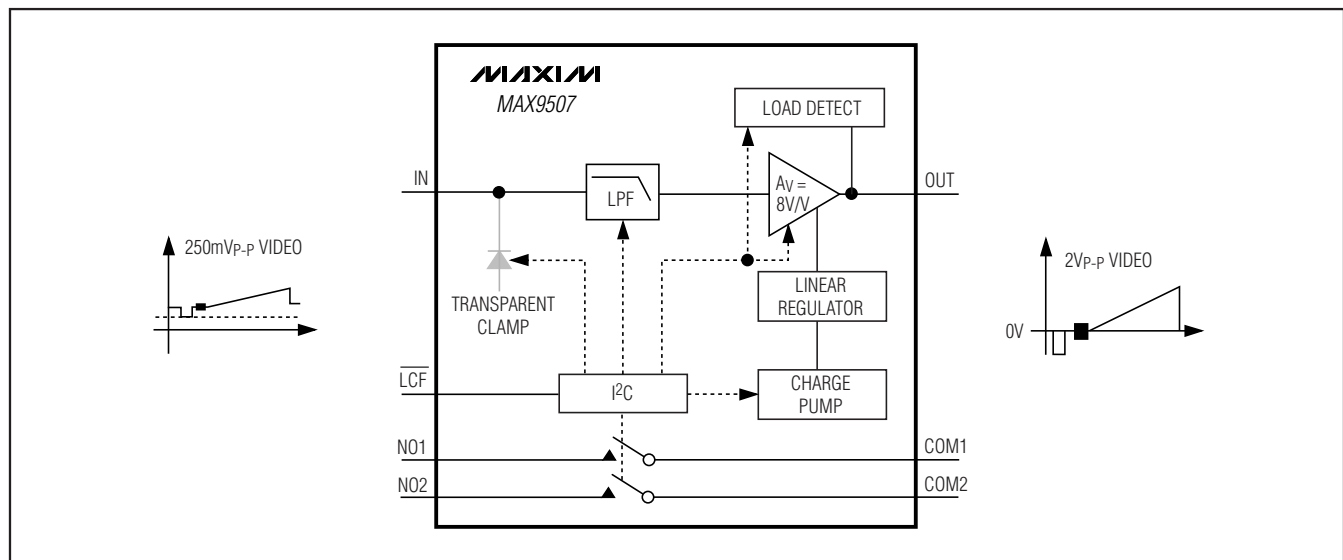 MAXIM
MAX9507
LOAD DETECT
IN
LPF
AV =
8V/V
OUT
250mVP-P VIDEO
TRANSPARENT
CLAMP
LINEAR
REGULATOR
2VP-P VIDEO
0V
LCF
I2C
CHARGE
PUMP
NO1
COM1
NO2
COM2